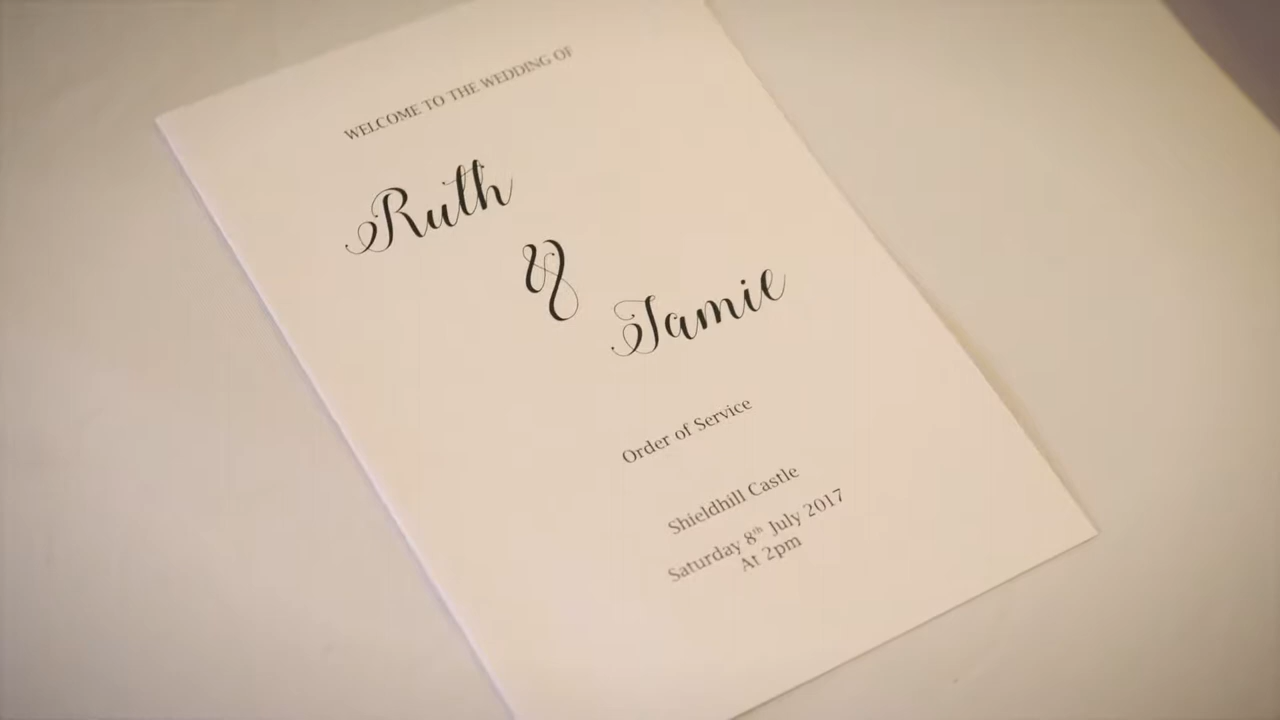 WELCOME TO THE WEDDING OF
Ruth
&
Jamie
Order of Service
Shieldhill Castle
Saturday 8th July 2017
At 2pm